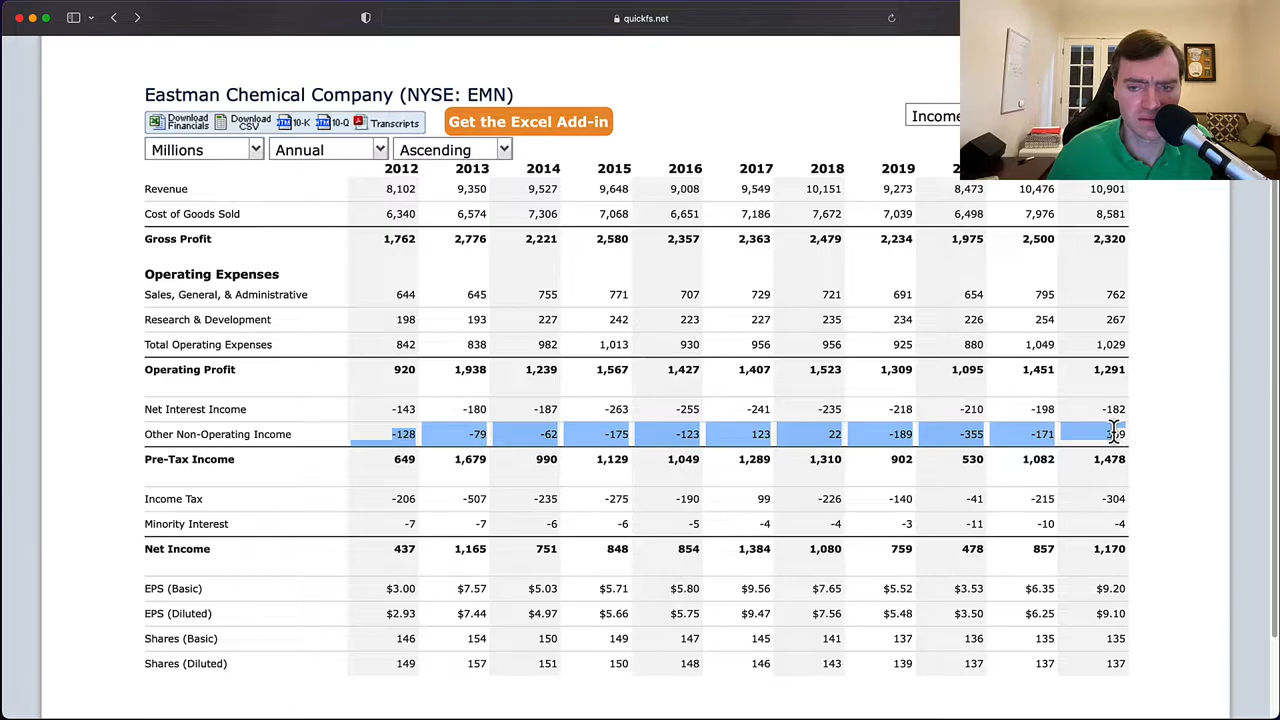 quickfs.net
Eastman Chemical Company (NYSE: EMN)
Download Financials Download CSV 10-K 10-Q Transcripts Get the Excel Add-in
Income
Millions Annual Ascending
2012 2013 2014 2015 2016 2017 2018 2019
Revenue 8,102 9,350 9,527 9,648 9,008 9,549 10,151 9,273 8,473 10,476 10,901
Cost of Goods Sold 6,340 6,574 7,306 7,068 6,651 7,186 7,672 7,039 6,498 7,976 8,581
Gross Profit 1,762 2,776 2,221 2,580 2,357 2,363 2,479 2,234 1,975 2,500 2,320
Operating Expenses
Sales, General, & Administrative 644 645 755 771 707 729 721 691 654 795 762
Research & Development 198 193 227 242 223 227 235 234 226 254 267
Total Operating Expenses 842 838 982 1,013 930 956 956 925 880 1,049 1,029
Operating Profit 920 1,938 1,239 1,567 1,427 1,407 1,523 1,309 1,095 1,451 1,291
Net Interest Income -143 -180 -187 -263 -255 -241 -235 -218 -210 -198 -182
Other Non-Operating Income -128 -79 -62 -175 -123 123 22 -189 -355 -171
Pre-Tax Income 649 1,679 990 1,129 1,049 1,289 1,310 902 530 1,082 1,478
Income Tax -206 -507 -235 -275 -190 99 -226 -140 -41 -215 -304
Minority Interest -7 -7 -6 -6 -5 -4 -4 -3 -11 -10 -4
Net Income 437 1,165 751 848 854 1,384 1,080 759 478 857 1,170
EPS (Basic) $3.00 $7.57 $5.03 $5.71 $5.80 $9.56 $7.65 $5.52 $3.53 $6.35 $9.20
EPS (Diluted) $2.93 $7.44 $4.97 $5.66 $5.75 $9.47 $7.56 $5.48 $3.50 $6.25 $9.10
Shares (Basic) 146 154 150 149 147 145 141 137 136 135 135
Shares (Diluted) 149 157 151 150 148 146 143 139 137 137 137